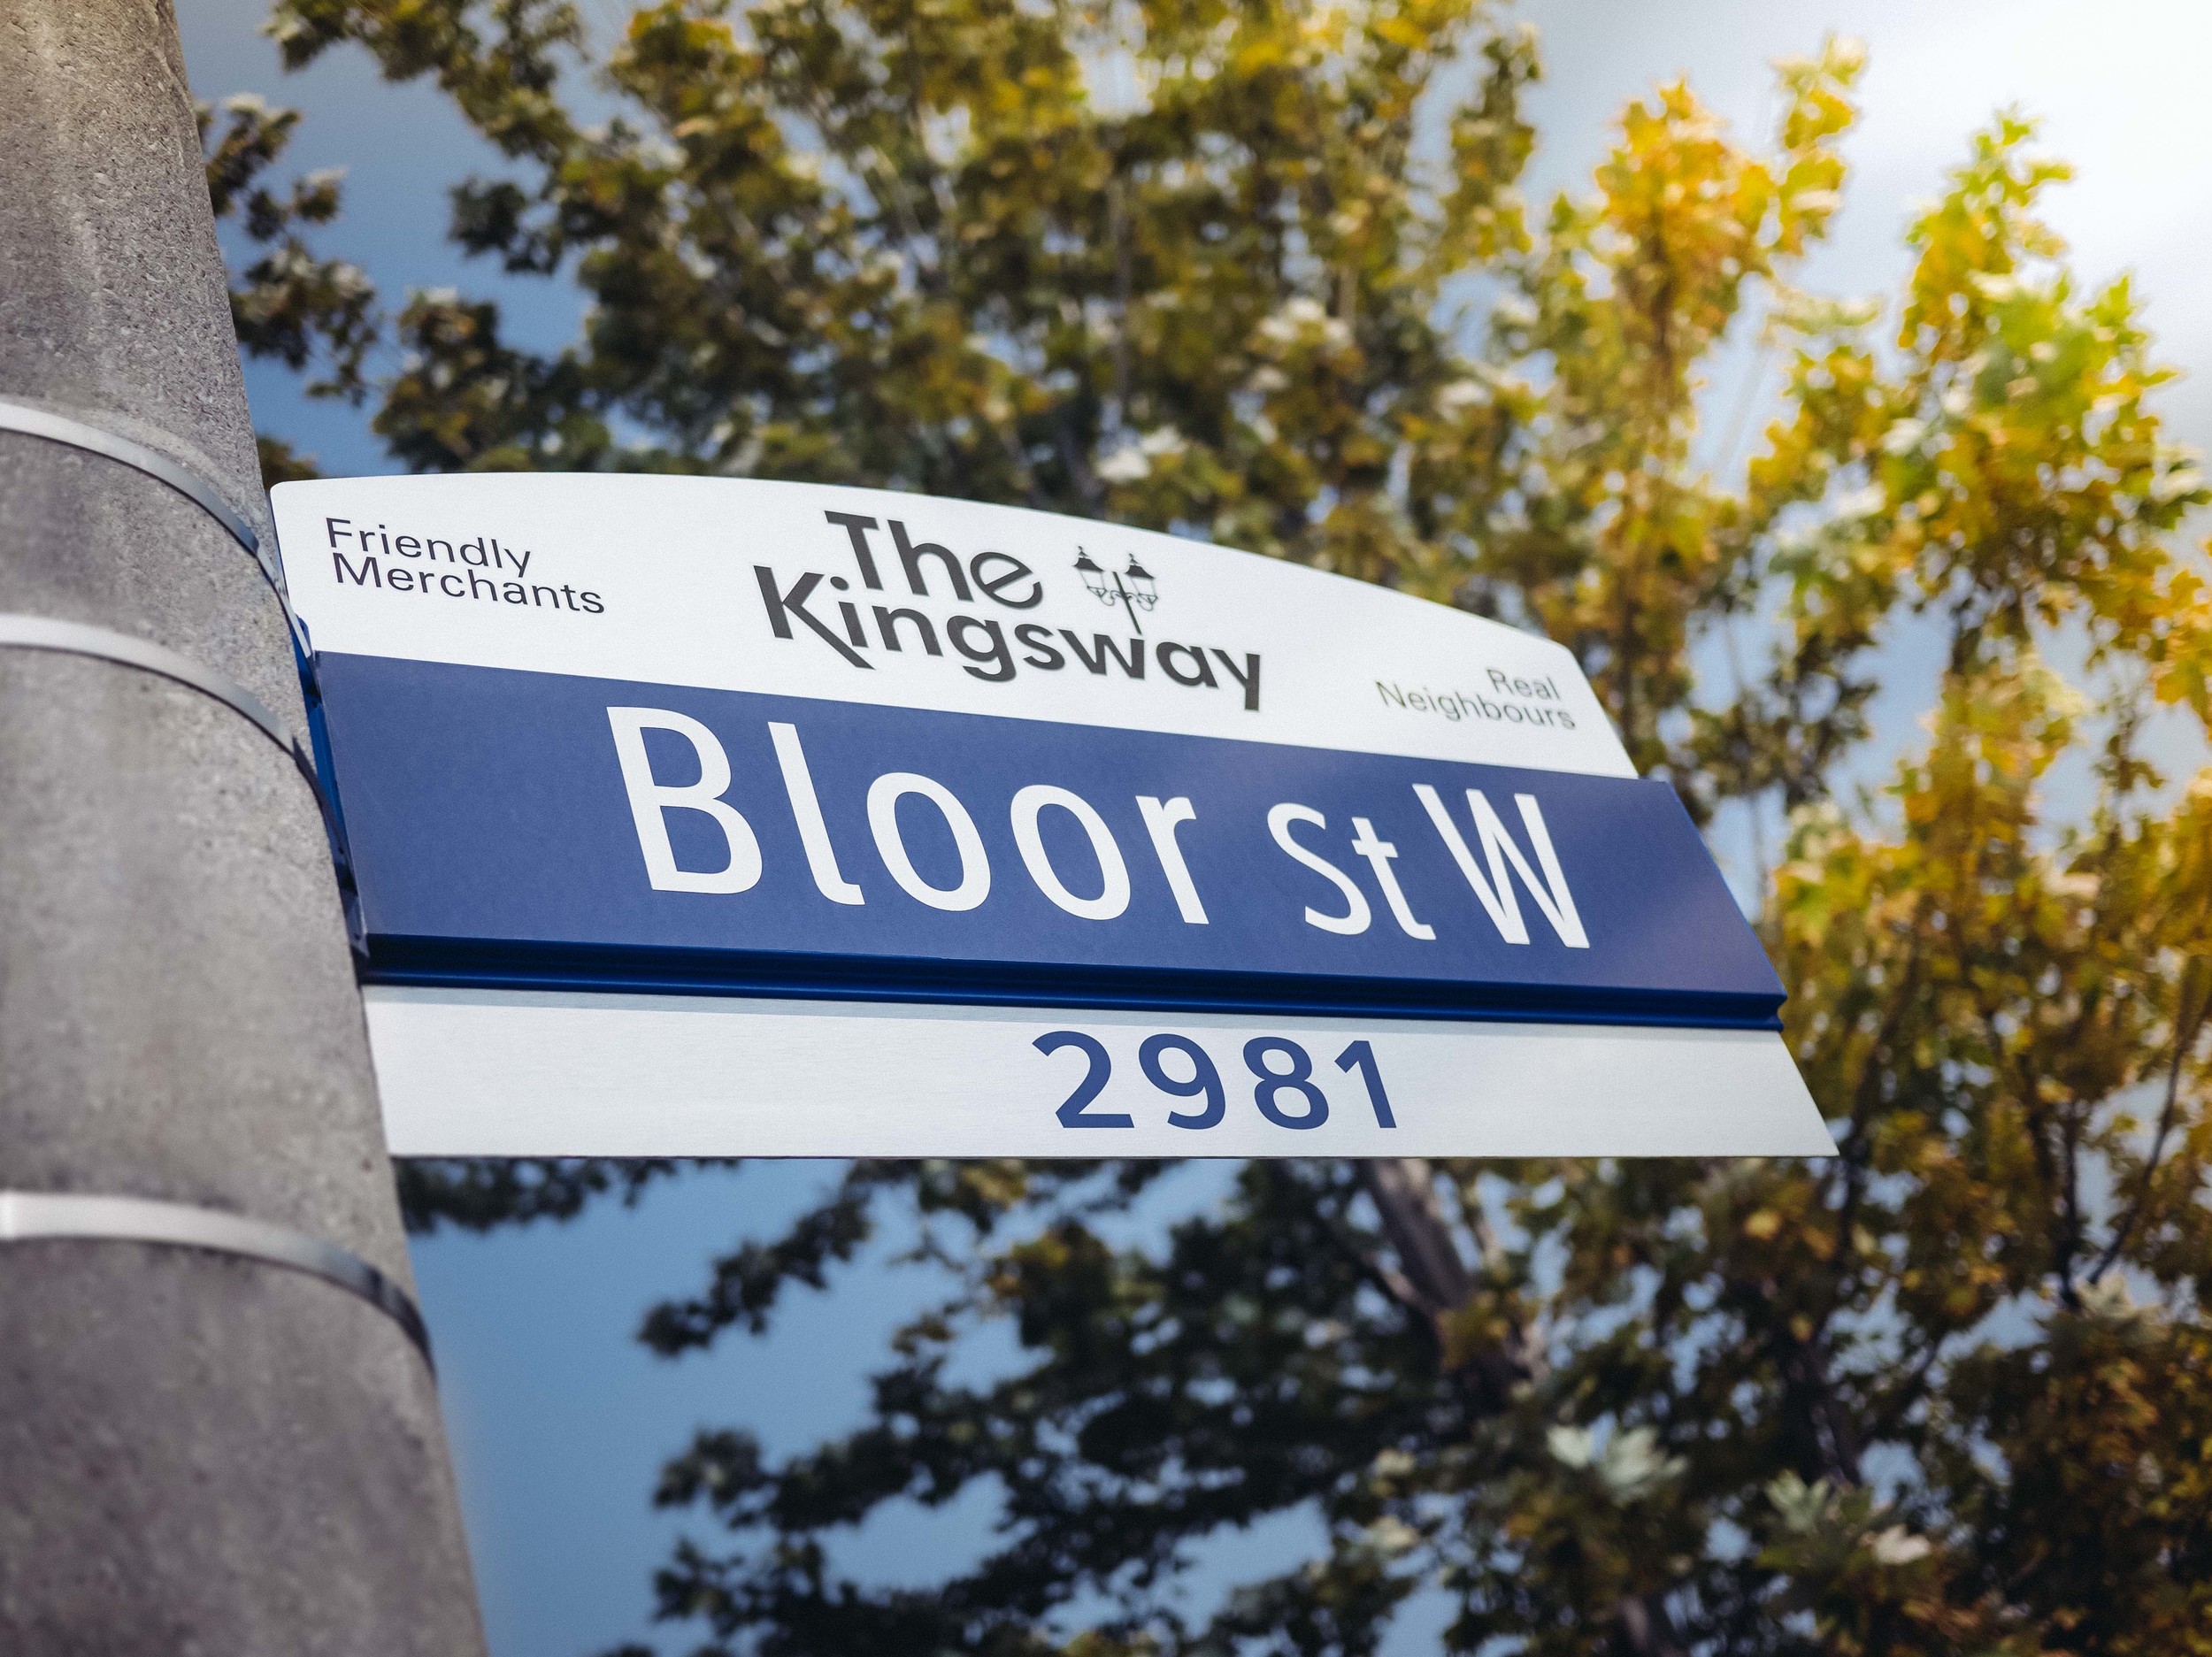 Friendly
Merchants
The
Kingsway
Real
Neighbours
Bloor St W
2981